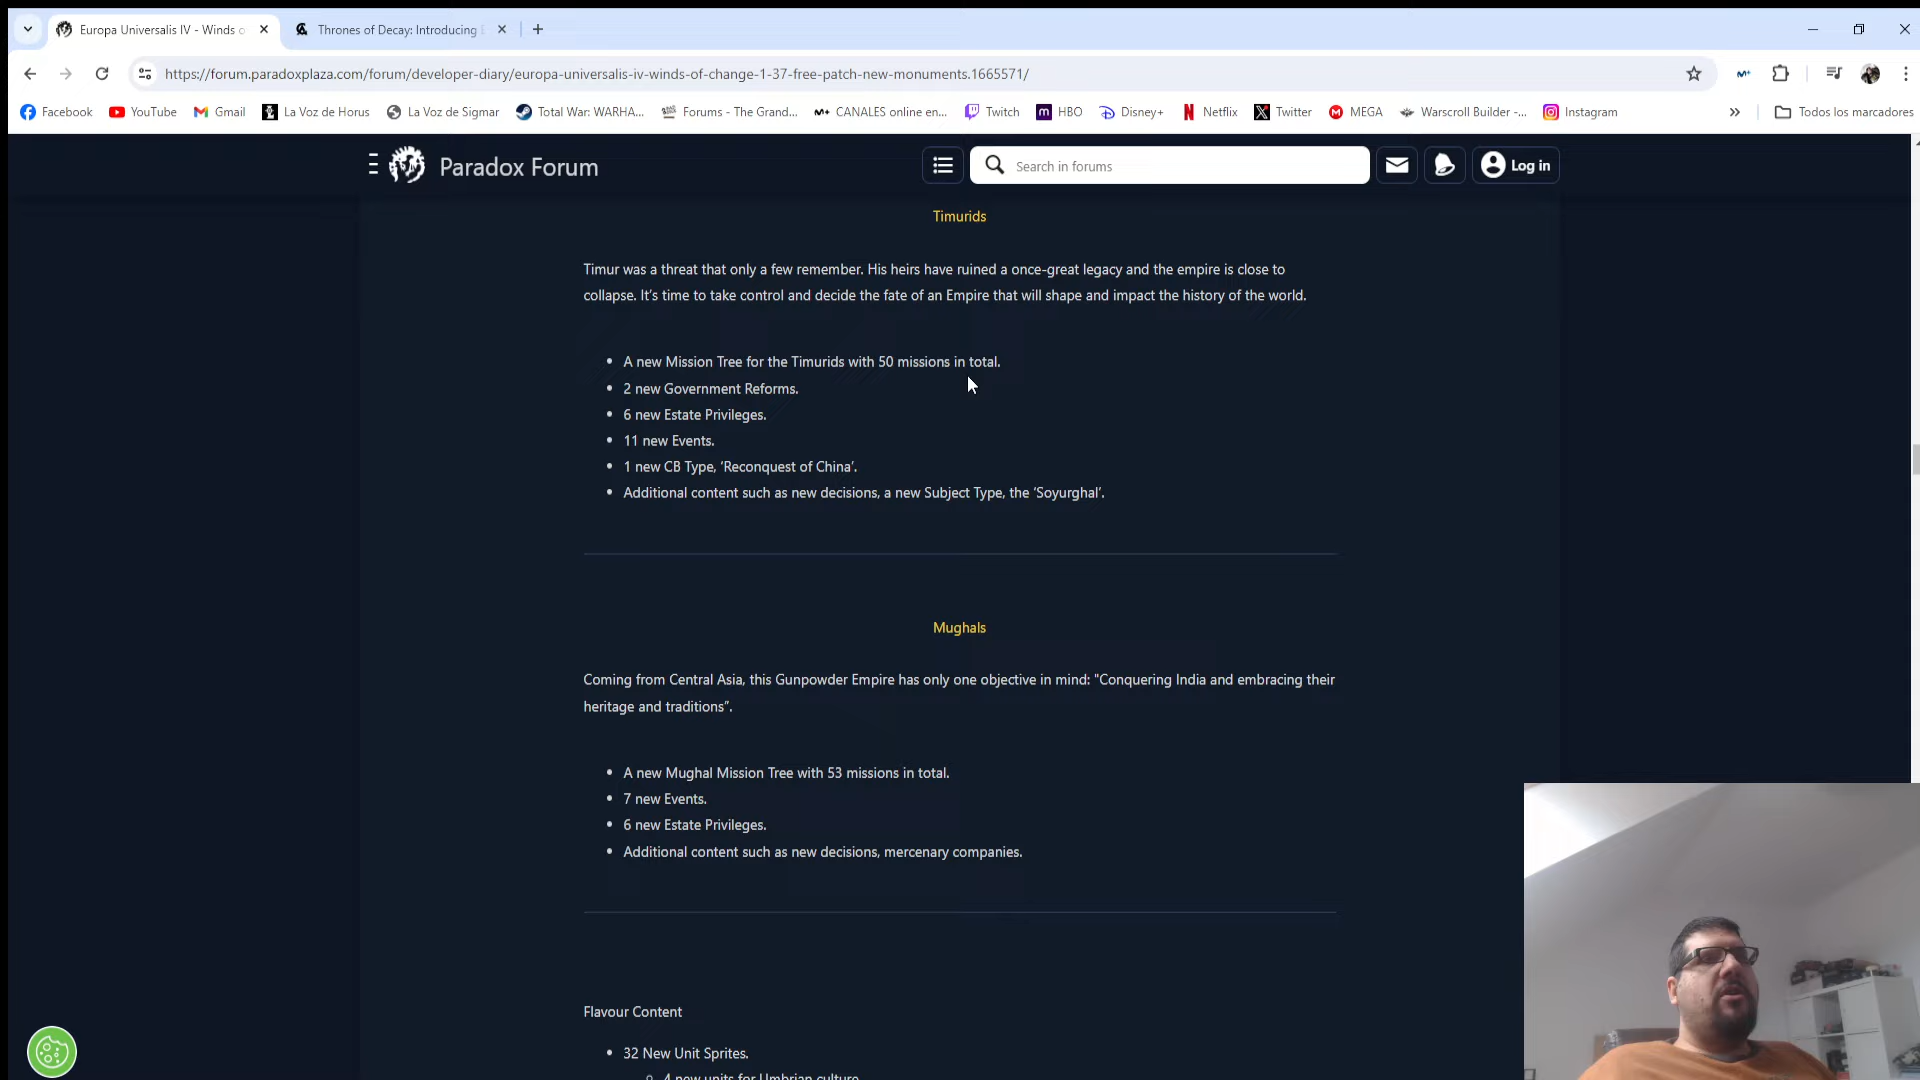 Europa Universalis IV - Winds o
Thrones of Decay: Introducing
https://forum.paradoxplaza.com/forum/developer-diary/europa-universalis-iv-winds-of-change-1-37-free-patch-new-monuments.1665571/
Facebook YouTube Gmail La Voz de Horus La Voz de Sigmar Total War: WARHA... Forums - The Grand... CANALES online en... Twitch HBO Disney+ Netflix Twitter MEGA Warscroll Builder -... Instagram » Todos los marcadores
Paradox Forum Search in forums Log in
Timurids
Timur was a threat that only a few remember. His heirs have ruined a once-great legacy and the empire is close to
collapse. It’s time to take control and decide the fate of an Empire that will shape and impact the history of the world.
• A new Mission Tree for the Timurids with 50 missions in total.
• 2 new Government Reforms.
• 6 new Estate Privileges.
• 11 new Events.
• 1 new CB Type, ‘Reconquest of China’.
• Additional content such as new decisions, a new Subject Type, the ‘Soyurghal’.
Mughals
Coming from Central Asia, this Gunpowder Empire has only one objective in mind: "Conquering India and embracing their
heritage and traditions”.
• A new Mughal Mission Tree with 53 missions in total.
• 7 new Events.
• 6 new Estate Privileges.
• Additional content such as new decisions, mercenary companies.
Flavour Content
• 32 New Unit Sprites.
4 new units for Umbrian culture